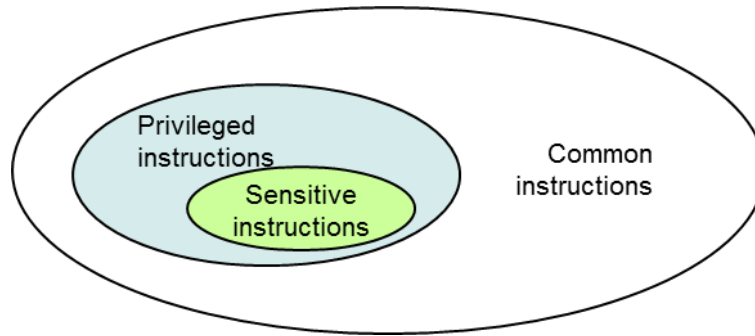 Privileged
instructions
Common
instructions
Sensitive
instructions